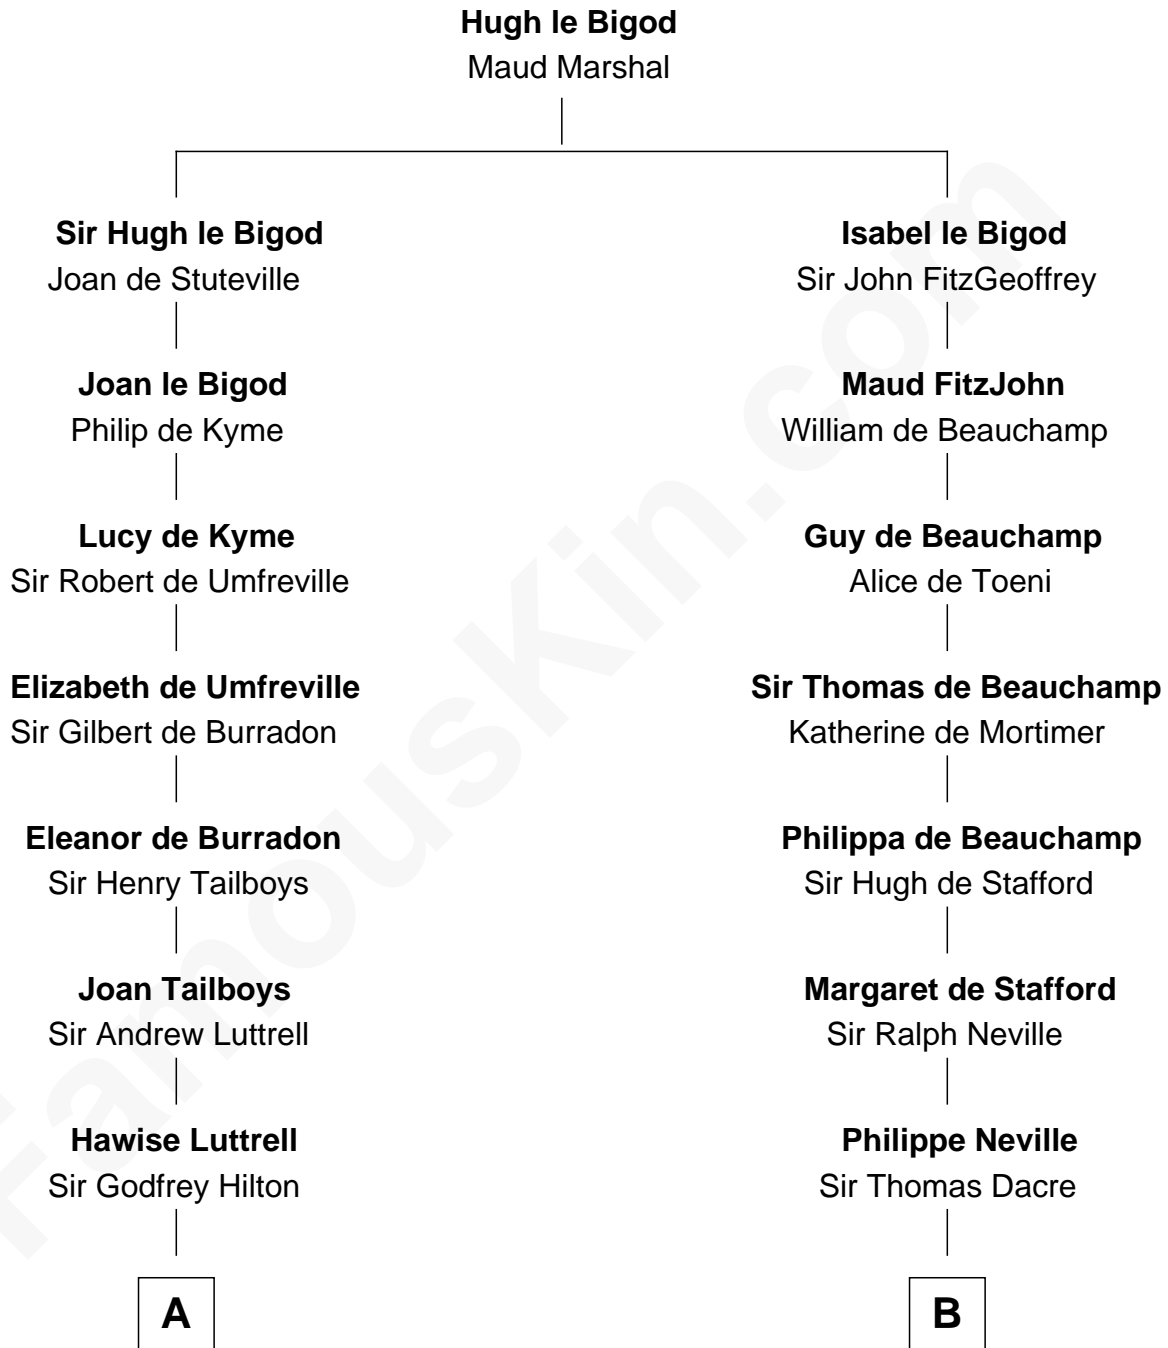 Hugh le Bigod
Maud Marshal
Sir Hugh le Bigod
Joan de Stuteville
Joan le Bigod
Philip de Kyme
Lucy de Kyme
Sir Robert de Umfreville
Elizabeth de Umfreville
Sir Gilbert de Burradon
Eleanor de Burradon
Sir Henry Tailboys
Joan Tailboys
Sir Andrew Luttrell
Hawise Luttrell
Sir Godfrey Hilton
A
Isabel le Bigod
Sir John FitzGeoffrey
Maud FitzJohn
William de Beauchamp
Guy de Beauchamp
Alice de Toeni
Sir Thomas de Beauchamp
Katherine de Mortimer
Philippa de Beauchamp
Sir Hugh de Stafford
Margaret de Stafford
Sir Ralph Neville
Philippe Neville
Sir Thomas Dacre
B
FamousKin.com